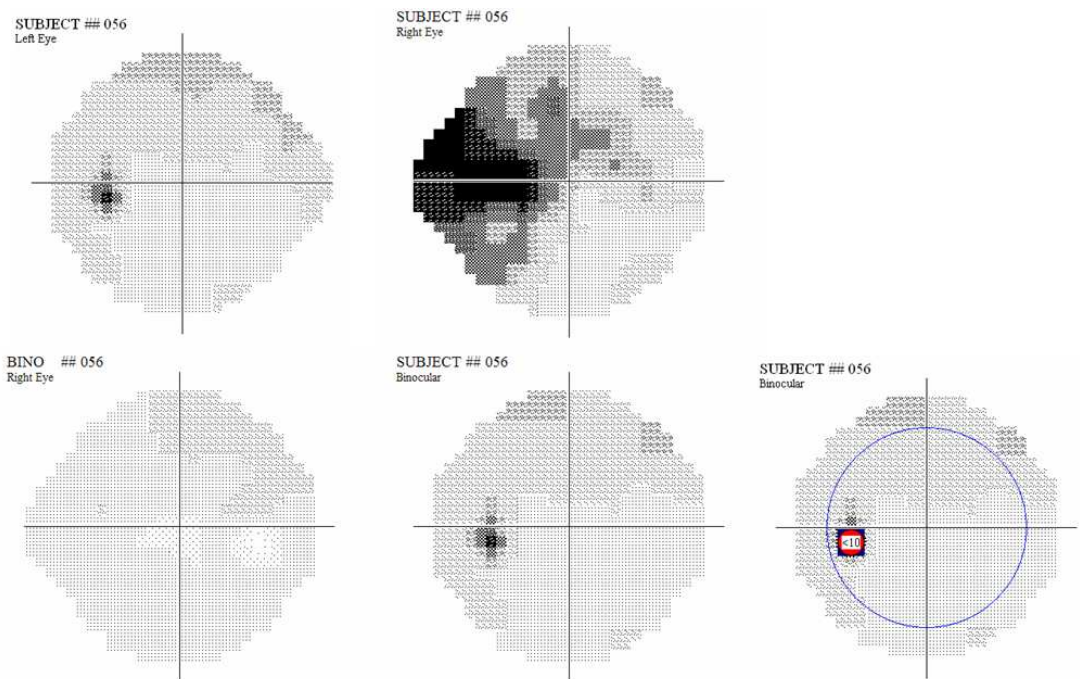 SUBJECT ## 056
Left Eye
SUBJECT ## 056
Right Eye
BINO ## 056
Right Eye
SUBJECT ## 056
Binocular
SUBJECT ## 056
Binocular
<10